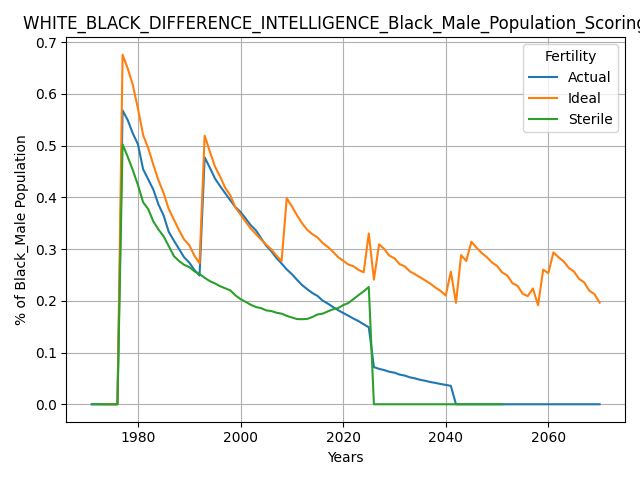 WHITE_BLACK_DIFFERENCE_INTELLIGENCE_Black_Male_Population_Scoring
0.7
0.6
0.5
0.4
0.3
0.2
0.1
0.0
% of Black_Male Population
Fertility
Actual
Ideal
Sterile
1980 2000 2020 2040 2060
Years